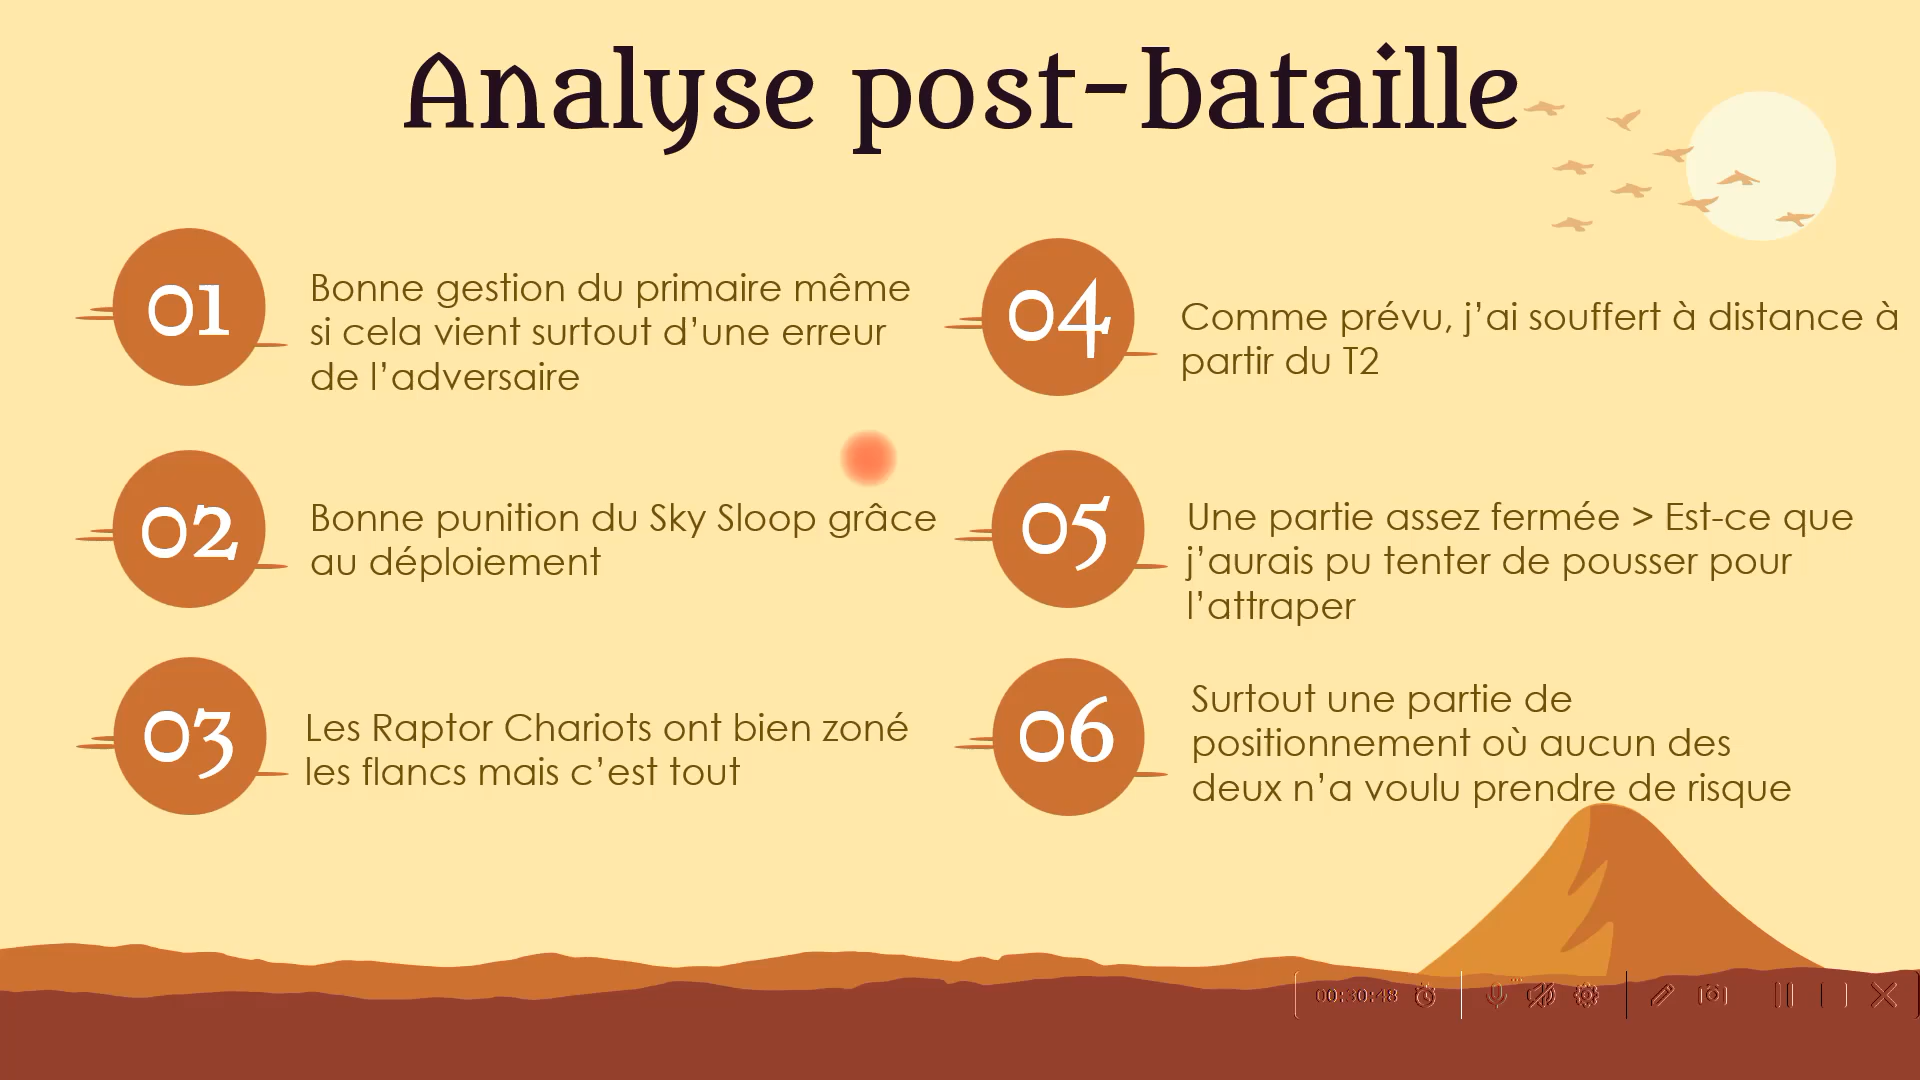 Analyse post-bataille
01
Bonne gestion du primaire même
si cela vient surtout d’une erreur
de l’adversaire
02
Bonne punition du Sky Sloop grâce
au déploiement
03
Les Raptor Chariots ont bien zoné
les flancs mais c’est tout
04
Comme prévu, j’ai souffert à distance à
partir du T2
05
Une partie assez fermée > Est-ce que
j’aurais pu tenter de pousser pour
l’attraper
06
Surtout une partie de
positionnement où aucun des
deux n’a voulu prendre de risque
00:30:48